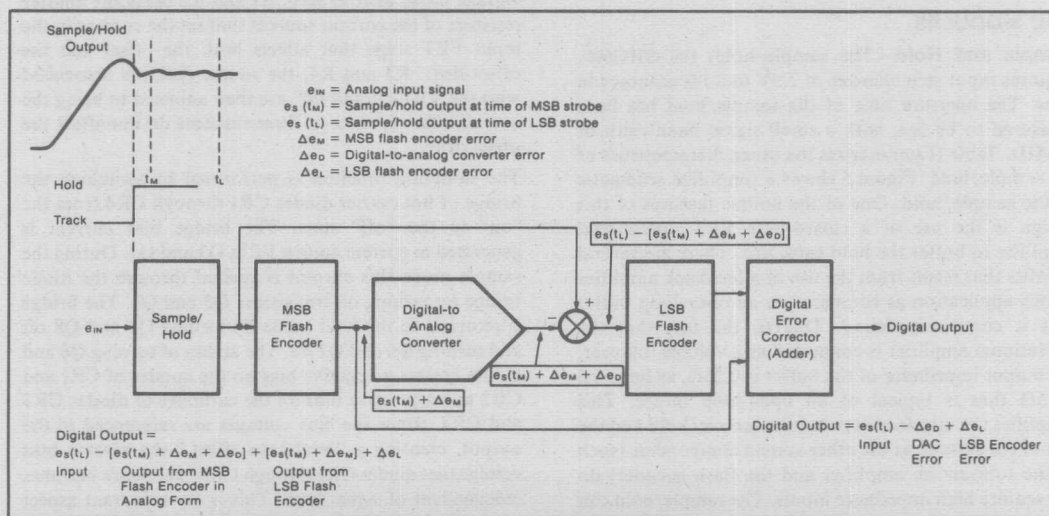 Sample/Hold
Output
Hold
Track
tM
tL
eIN = Analog input signal
eS (tM) = Sample/hold output at time of MSB strobe
eS (tL) = Sample/hold output at time of LSB strobe
ΔeM = MSB flash encoder error
ΔeD = Digital-to-analog converter error
ΔeL = LSB flash encoder error
eIN
Sample/
Hold
MSB
Flash
Encoder
Digital-to
Analog
Converter
eS(tM) + ΔeM
eS(tM) + ΔeM + ΔeD
−
eS(tL) − [eS(tM) + ΔeM + ΔeD]
LSB
Flash
Encoder
Digital
Error
Corrector
(Adder)
Digital Output
Digital Output =
eS(tL) + [eS(tM) + ΔeM + ΔeD] + [eS(tM) + ΔeM + ΔeL
Input Output from MSB Output from
Flash Encoder in LSB Flash
Analog Form Encoder
Digital Output = eS(tL) + ΔeD + ΔeL
Input DAC LSB Encoder
Error Error